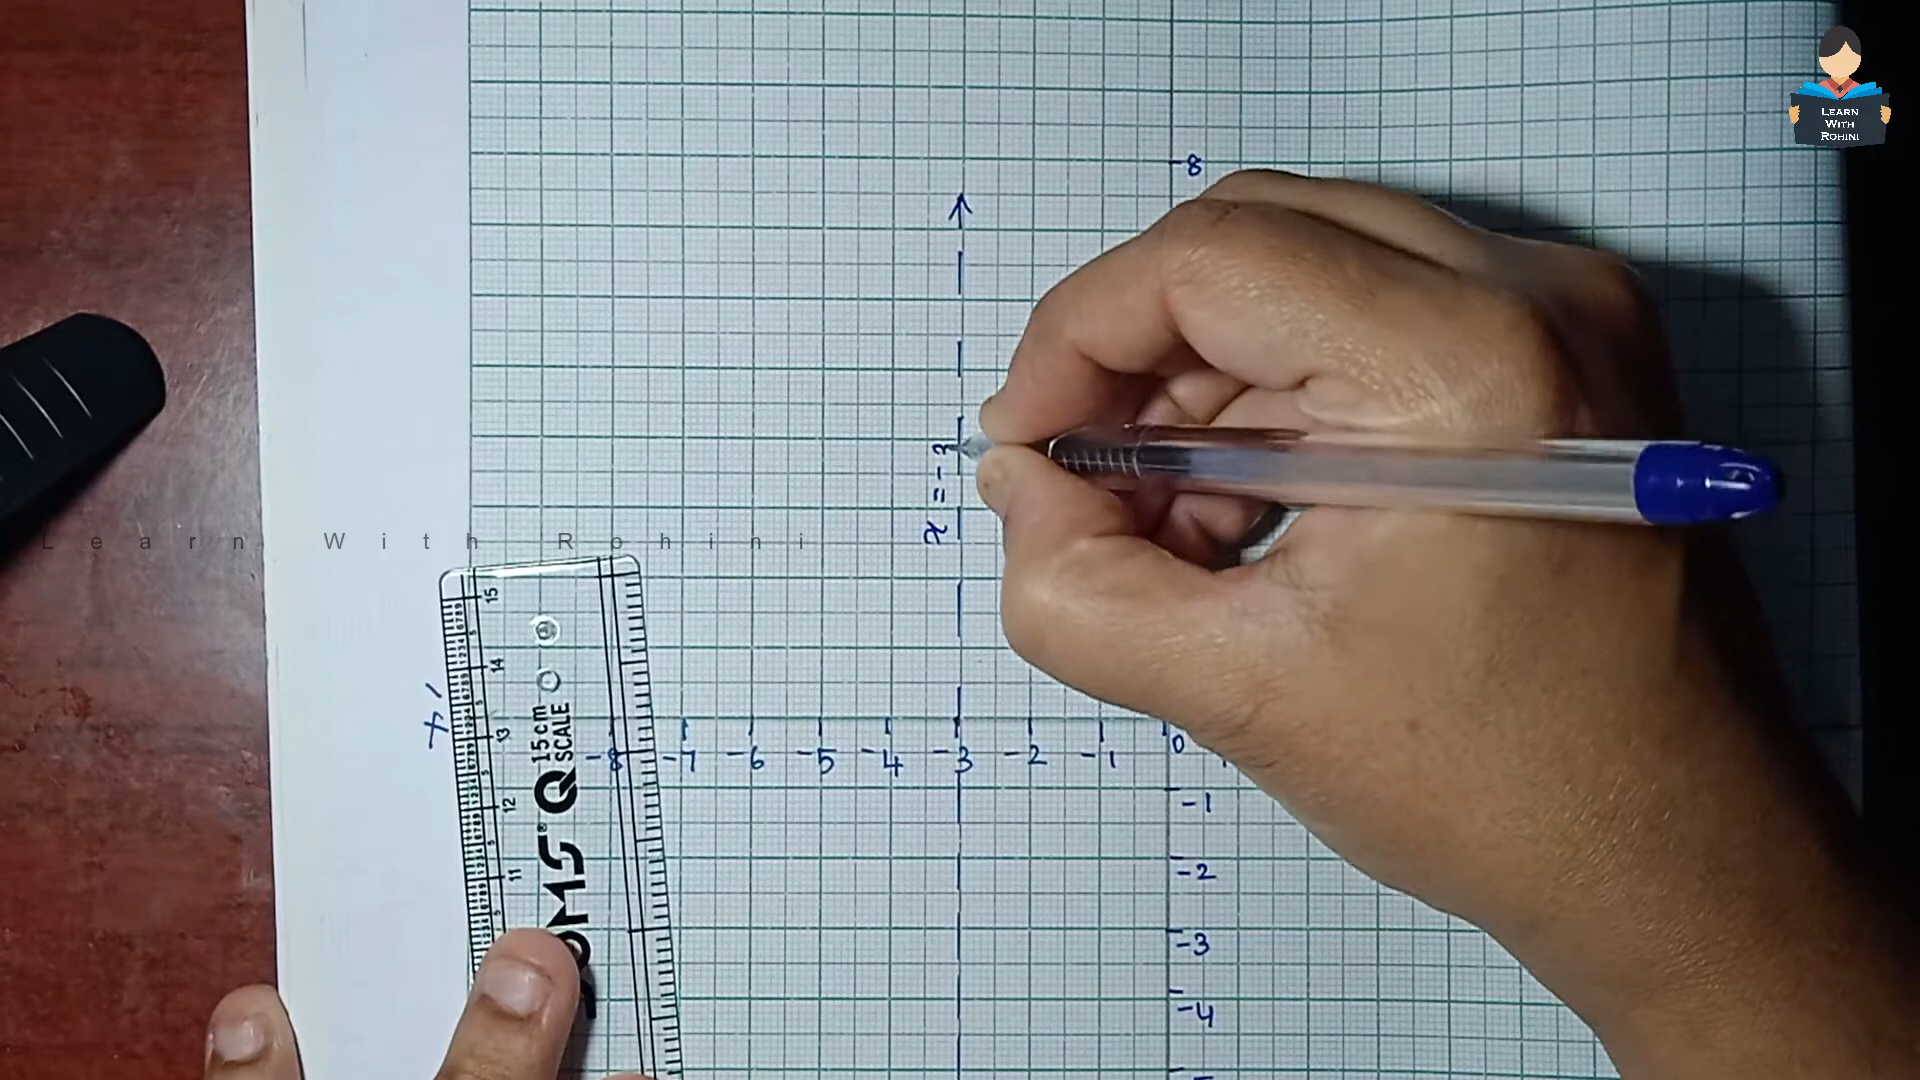 LEARN
WITH
ROHINI
8
x = -3
Learn With Rohini
15
14
13
12
11
15cm
SCALE
X'
-8 -7 -6 -5 -4 -3 -2 -1 0
-1
-2
-3
-4